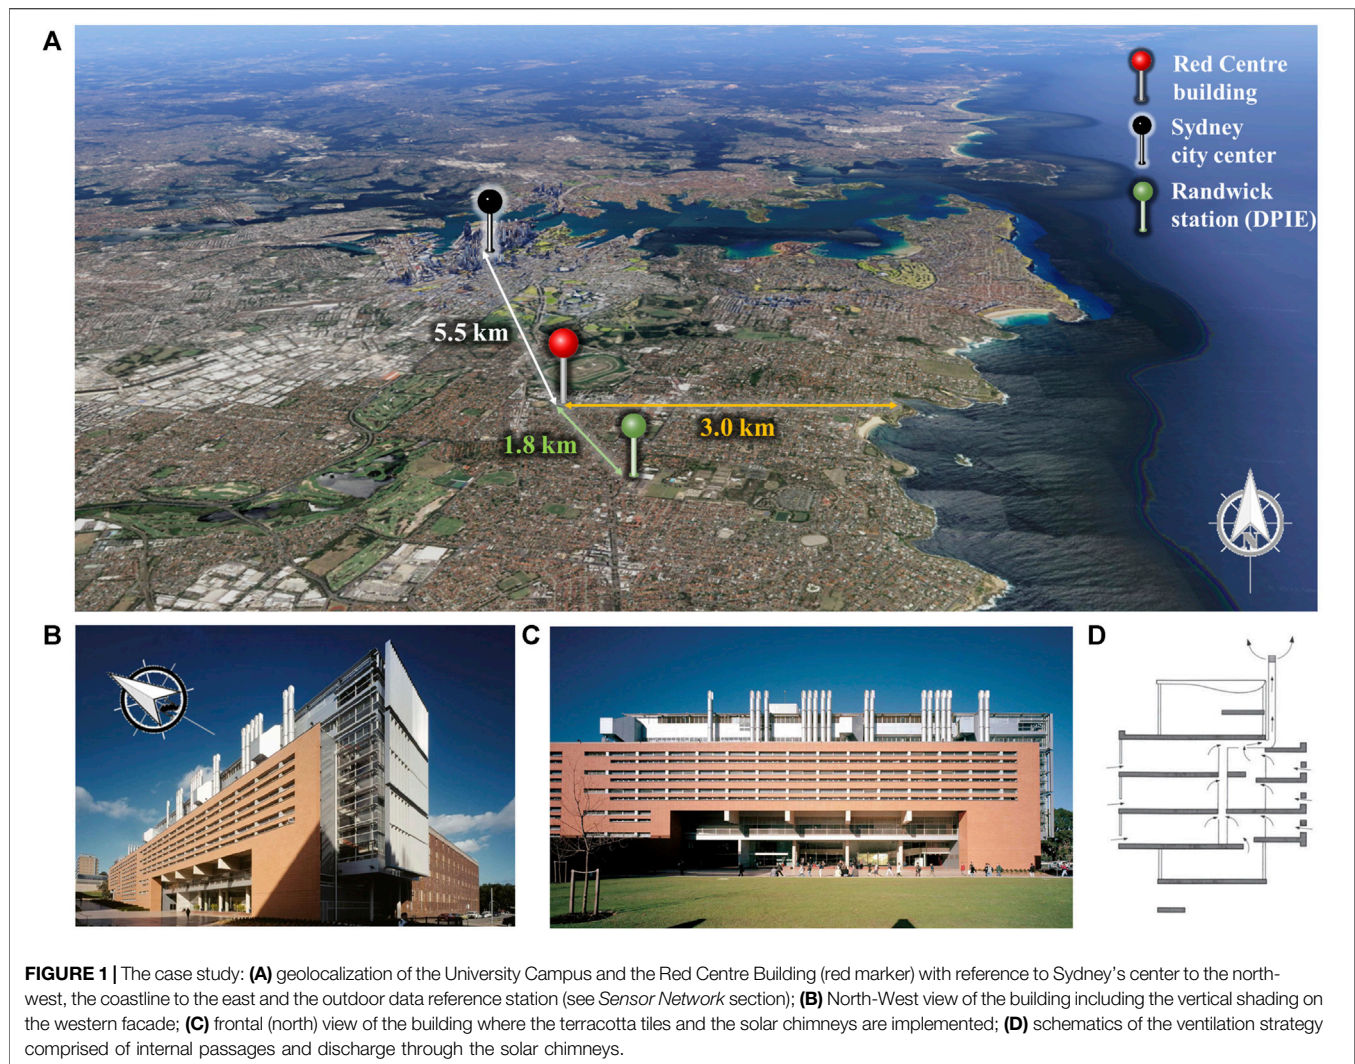 A
Red Centre
building
Sydney
city center
Randwick
station (DPIE)
5.5 km
3.0 km
1.8 km
N
B
C
D
FIGURE 1 | The case study: (A) geolocalization of the University Campus and the Red Centre Building (red marker) with reference to Sydney's center to the north-
west, the coastline to the east and the outdoor data reference station (see Sensor Network section); (B) North-West view of the building including the vertical shading on
the western facade; (C) frontal (north) view of the building where the terracotta tiles and the solar chimneys are implemented; (D) schematics of the ventilation strategy
comprised of internal passages and discharge through the solar chimneys.